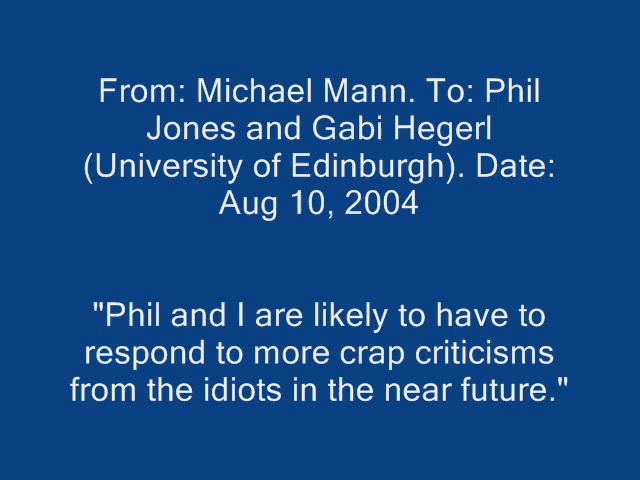 From: Michael Mann. To: Phil
Jones and Gabi Hegerl
(University of Edinburgh). Date:
Aug 10, 2004
"Phil and I are likely to have to
respond to more crap criticisms
from the idiots in the near future."